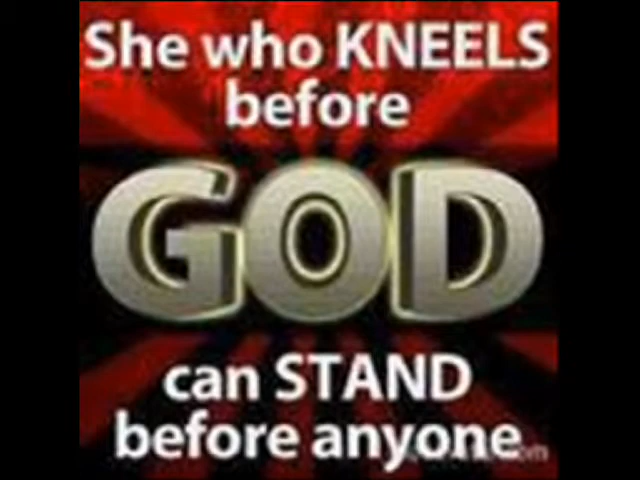 She who KNEELS
before
GOD
can STAND
before anyone